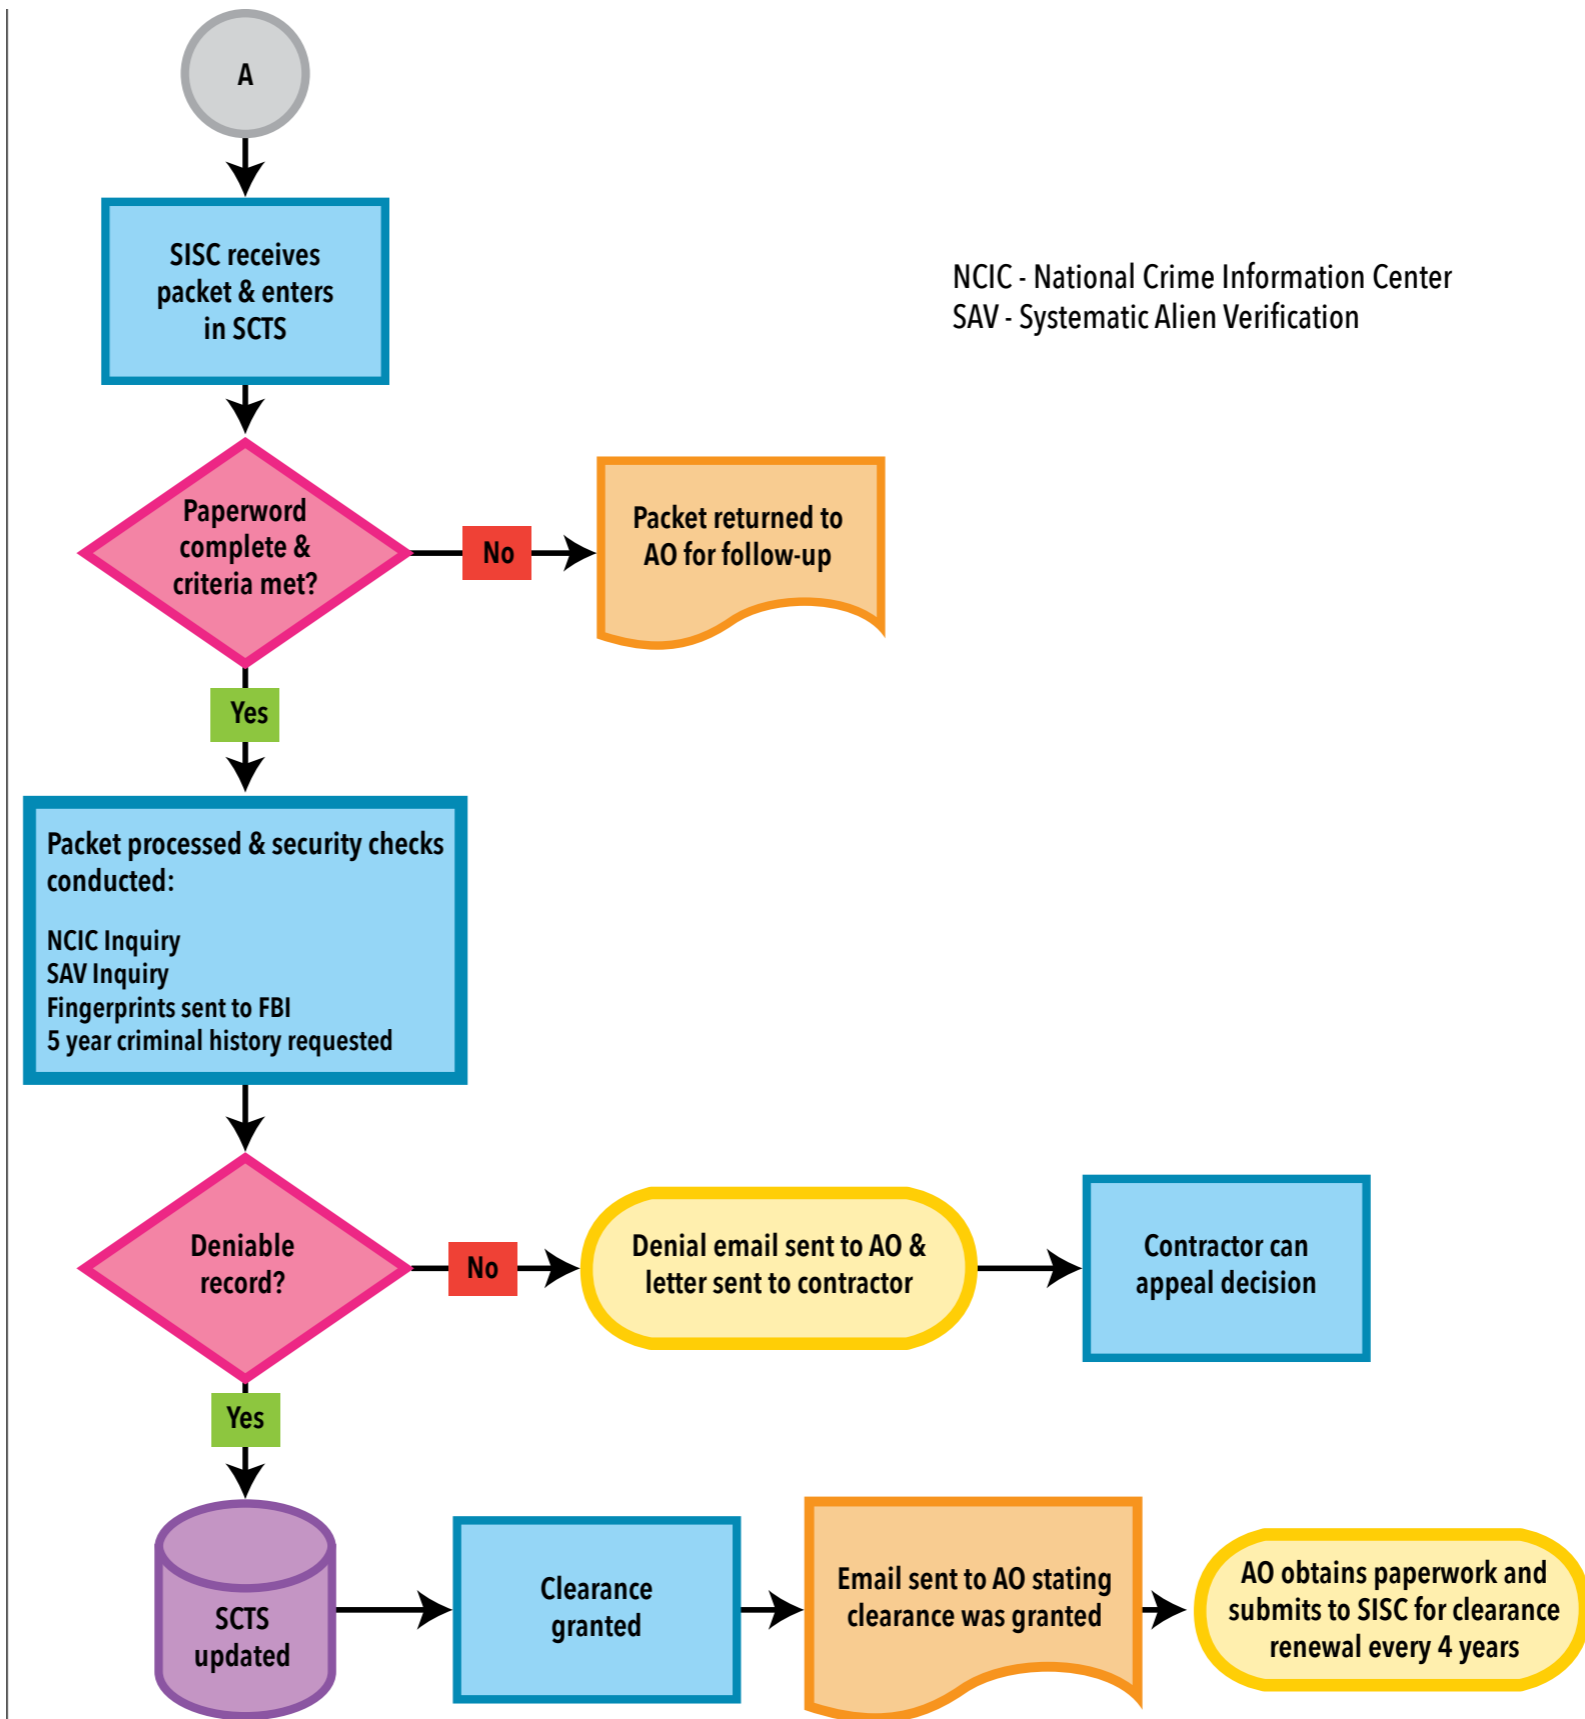 A
SISC receives
packet & enters
in SCTS
NCIC - National Crime Information Center
SAV - Systematic Alien Verification
Paperword
complete &
criteria met?
No
Packet returned to
AO for follow-up
Yes
Packet processed & security checks
conducted:
NCIC Inquiry
SAV Inquiry
Fingerprints sent to FBI
5 year criminal history requested
Deniable
record?
No
Denial email sent to AO &
letter sent to contractor
Contractor can
appeal decision
Yes
SCTS
updated
Clearance
granted
Email sent to AO stating
clearance was granted
AO obtains paperwork and
submits to SISC for clearance
renewal every 4 years